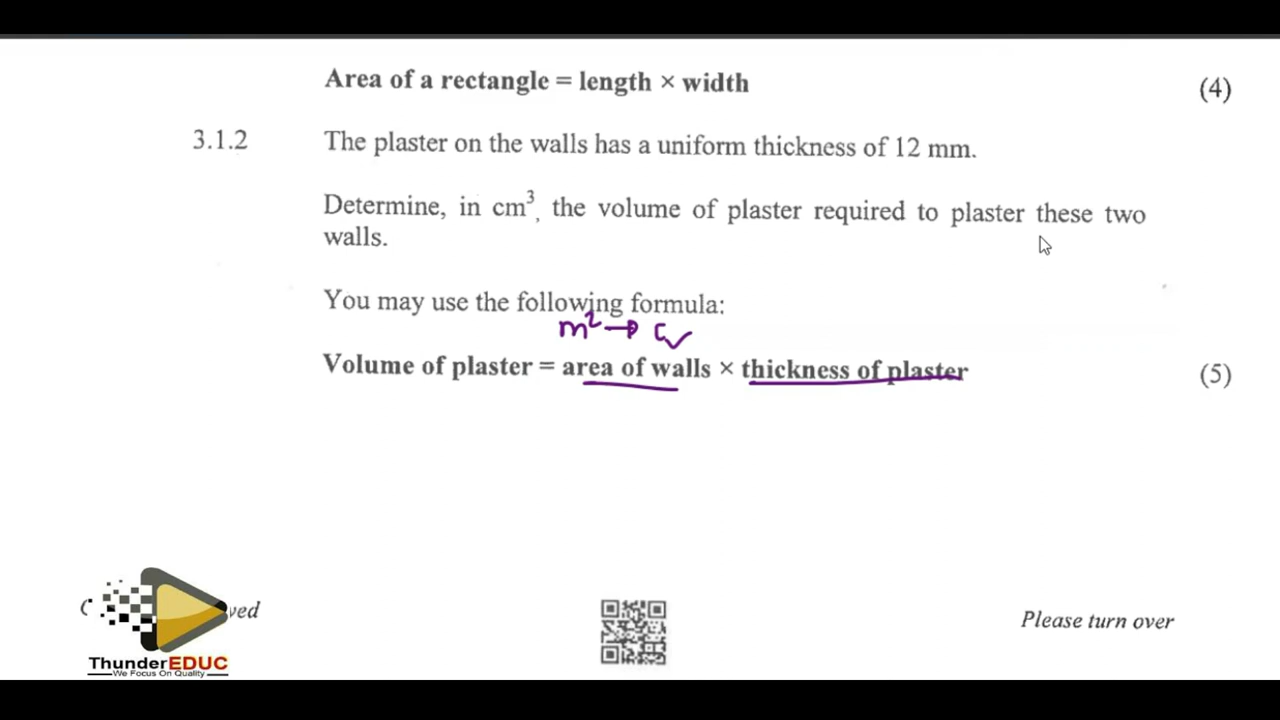 Area of a rectangle = length × width (4)
3.1.2 The plaster on the walls has a uniform thickness of 12 mm.
Determine, in cm³, the volume of plaster required to plaster these two
walls.
You may use the following formula:
m² →
Volume of plaster = area of walls × thickness of plaster (5)
ved
Please turn over
ThunderEDUC
We Focus On Quality